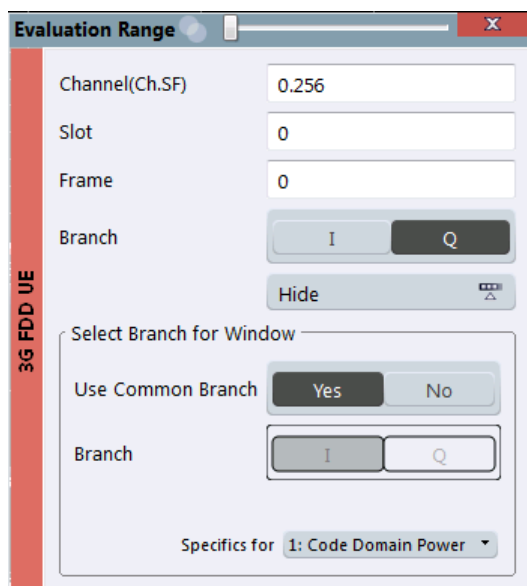 Evaluation Range X
3G FDD UE
Channel(Ch.SF) 0.256
Slot 0
Frame 0
Branch I Q
Hide
Select Branch for Window
Use Common Branch Yes No
Branch I Q
Specifics for 1: Code Domain Power